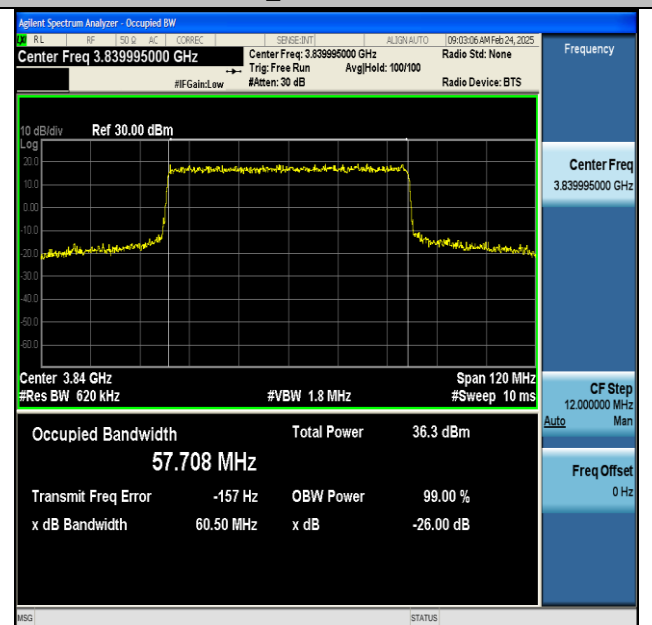 Agilent Spectrum Analyzer - Occupied BW
RL RF 50 Ω AC CORREC SENSE:INT ALIGN AUTO 09:03:06 AM Feb 24, 2025
Center Freq 3.839995000 GHz
Center Freq: 3.839995000 GHz Radio Std: None
Trig: Free Run Avg|Hold: 100/100
#IFGain:Low #Atten: 30 dB Radio Device: BTS
Frequency
10 dB/div Ref 30.00 dBm
Log
20.0
10.0
0.00
-10.0
-20.0
-30.0
-40.0
-50.0
-60.0
Center 3.84 GHz Span 120 MHz
#Res BW 620 kHz #VBW 1.8 MHz #Sweep 10 ms
Center Freq
3.839995000 GHz
CF Step
12.000000 MHz
Auto Man
Freq Offset
0 Hz
Occupied Bandwidth Total Power 36.3 dBm
57.708 MHz
Transmit Freq Error -157 Hz OBW Power 99.00 %
x dB Bandwidth 60.50 MHz x dB -26.00 dB
MSG STATUS